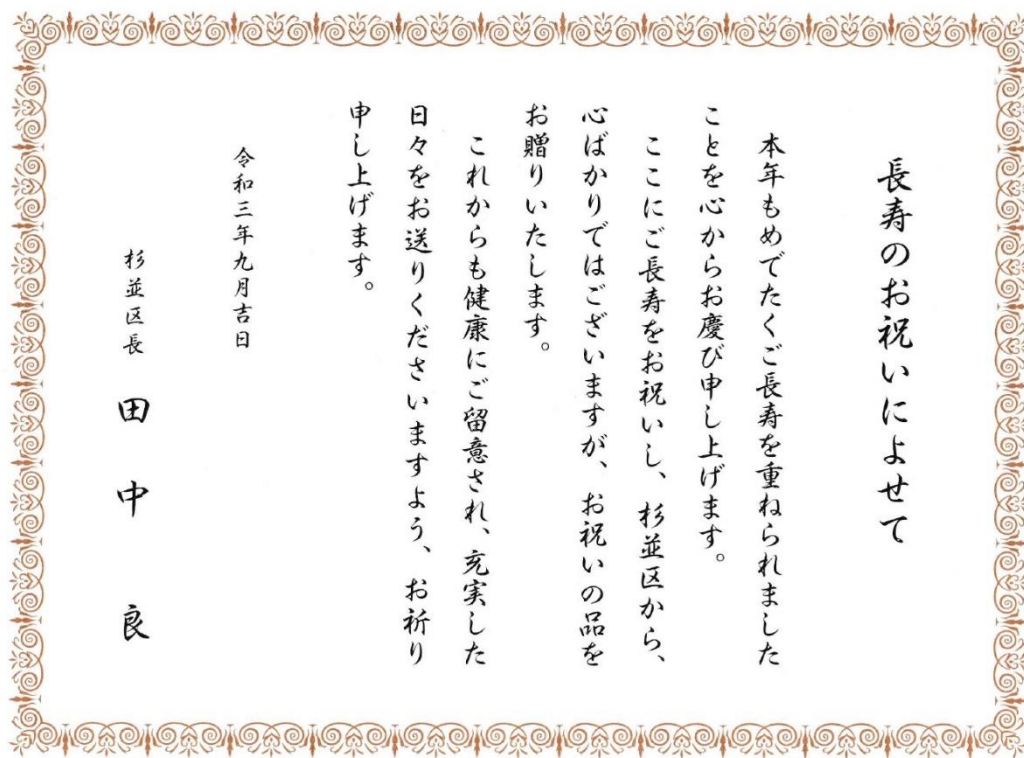 長寿のお祝いによせて
本年もめでたくご長寿を重ねられました
ことを心からお慶び申し上げます。
ここにご長寿をお祝いし、杉並区から、
心ばかりではございますが、お祝いの品を
お贈りいたします。
これからも健康にご留意され、充実した
日々をお送りくださいますよう、お祈り
申し上げます。
令和三年九月吉日
杉並区長 田中 良